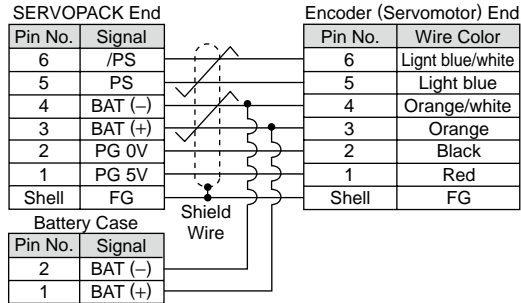 SERVOPACK End
Encoder (Servomotor) End
Pin No. Signal Pin No. Wire Color
6 /PS 6 Lignt blue/white
5 PS 5 Light blue
4 BAT (−) 4 Orange/white
3 BAT (+) 3 Orange
2 PG 0V 2 Black
1 PG 5V 1 Red
Shell FG Shell FG
Shield
Wire
Battery Case
Pin No. Signal
2 BAT (−)
1 BAT (+)